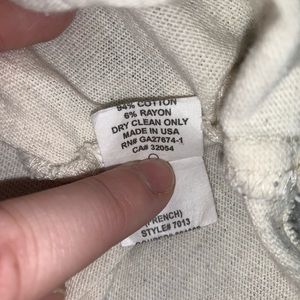 94% COTTON
6% RAYON
DRY CLEAN ONLY
MADE IN USA
RN# GA27674-1
CA# 32054
(FRENCH)
STYLE# 7013